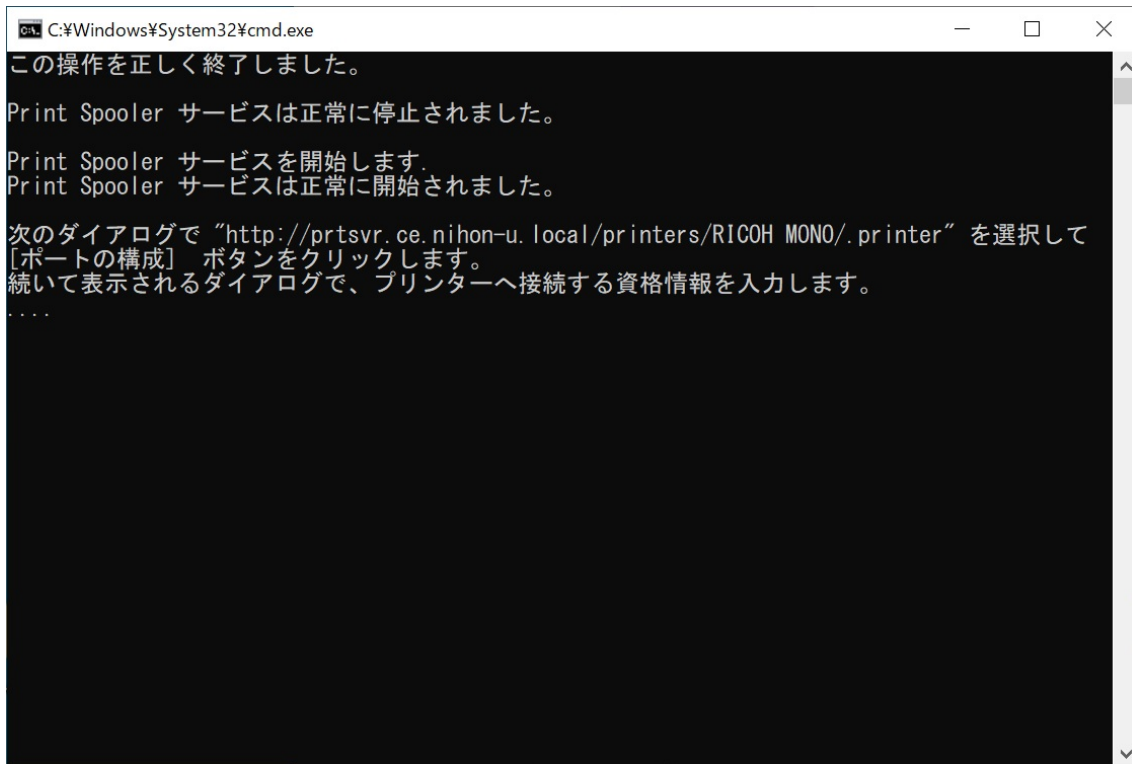 C:¥Windows¥System32¥cmd.exe
この操作を正しく終了しました。
Print Spooler サービスは正常に停止されました。
Print Spooler サービスを開始します.
Print Spooler サービスは正常に開始されました。
次のダイアログで "http://prtsvr.ce.nihon-u.local/printers/RICOH MONO/.printer" を選択して
[ポートの構成] ボタンをクリックします。
続いて表示されるダイアログで、プリンターへ接続する資格情報を入力します。
....